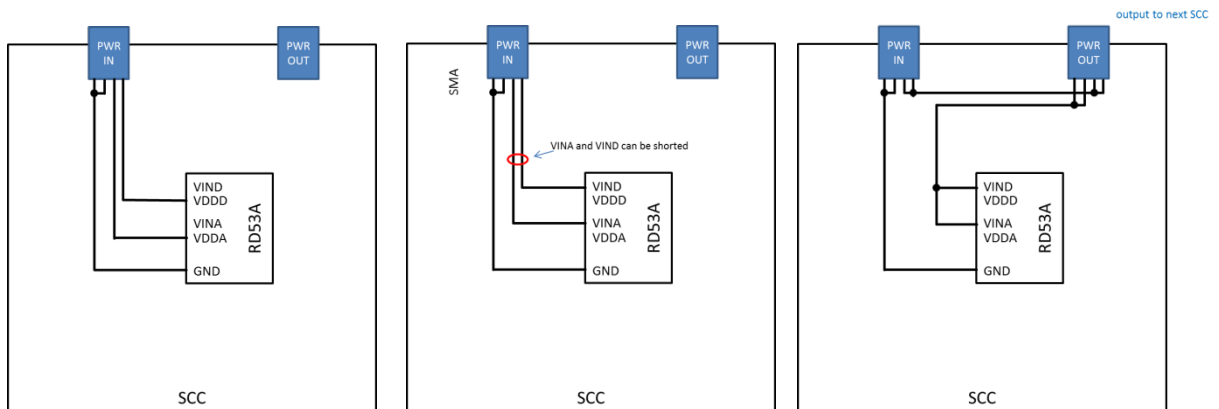 PWR
IN
PWR
OUT
VIND
VDDD
VINA
VDDA
GND
RD53A
SCC
PWR
IN
PWR
OUT
SMA
VINA and VIND can be shorted
VIND
VDDD
VINA
VDDA
GND
RD53A
SCC
output to next SCC
PWR
IN
PWR
OUT
VIND
VDDD
VINA
VDDA
GND
RD53A
SCC